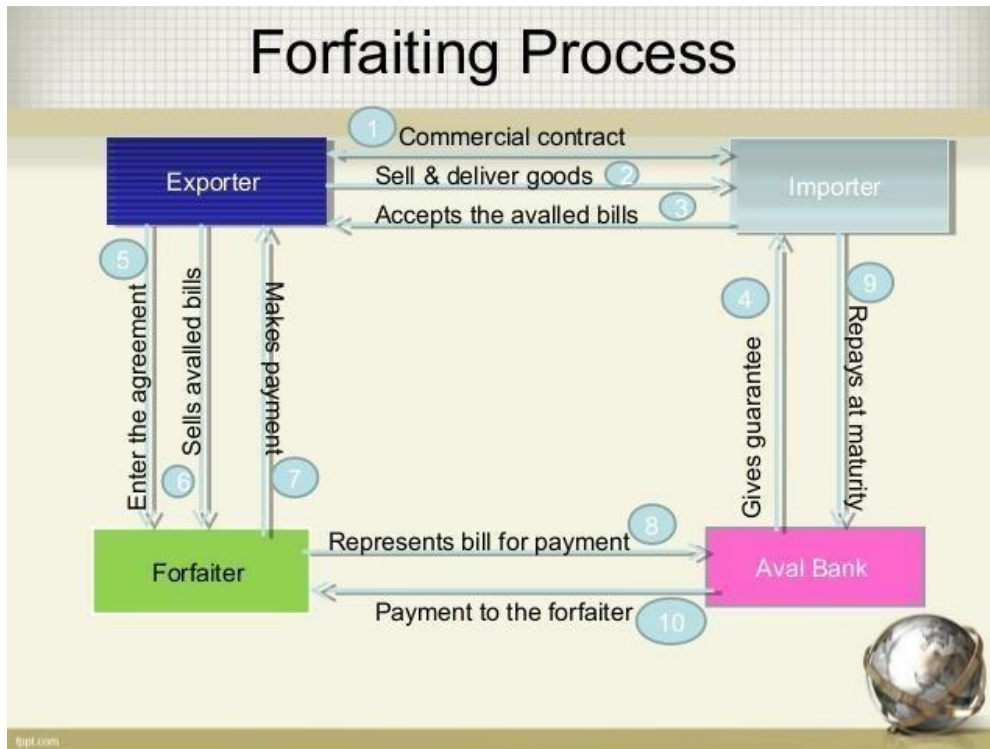 Forfaiting Process
1
Commercial contract
Exporter
Sell & deliver goods 2
Importer
Accepts the avalled bills 3
5
Enter the agreement
Sells avalled bills
6
Makes payment
7
4
Gives guarantee
9
Repays at maturity
Represents bill for payment 8
Forfaiter
Aval Bank
Payment to the forfaiter 10
fppt.com